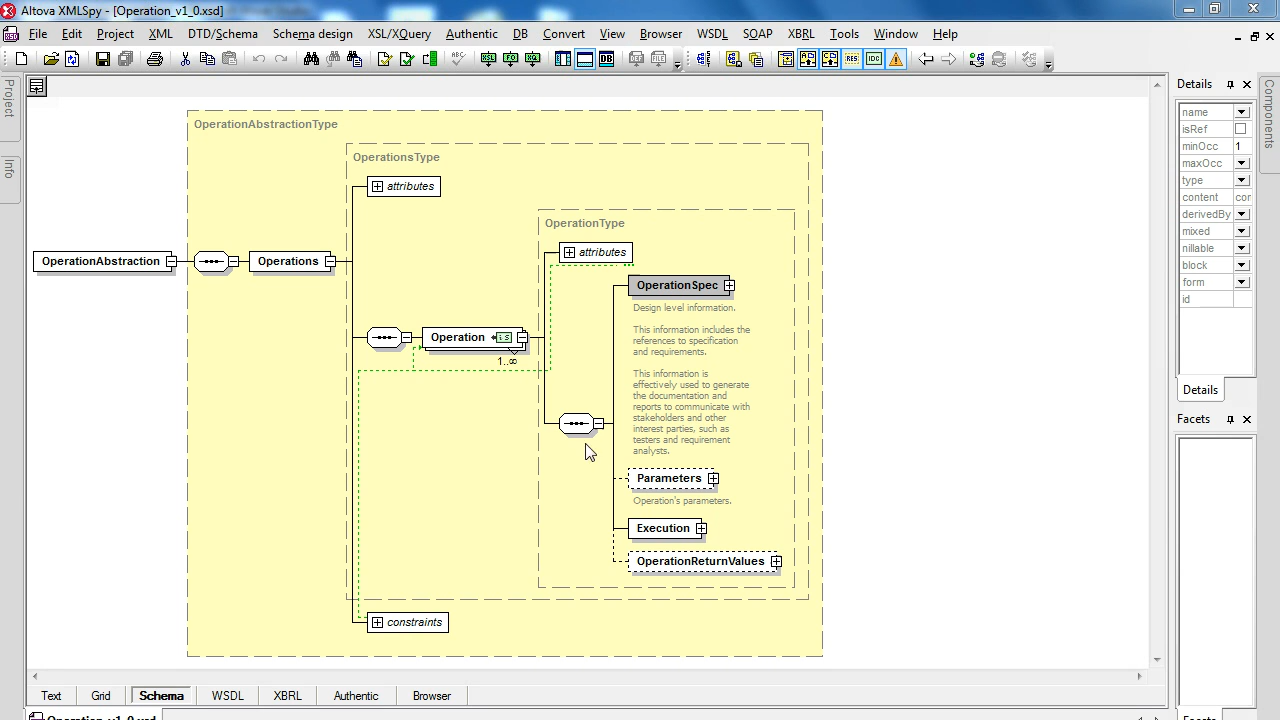 Altova XMLSpy - [Operation_v1_0.xsd]
File Edit Project XML DTD/Schema Schema design XSL/XQuery Authentic DB Convert View Browser WSDL SOAP XBRL Tools Window Help
Project
Info
OperationAbstractionType
OperationsType
attributes
OperationType
attributes
OperationAbstraction
Operations
OperationSpec
Design level information.
This information includes the
references to specification
and requirements.
This information is
effectively used to generate
the documentation and
reports to communicate with
stakeholders and other
interest parties, such as
testers and requirement
analysts.
Operation
1..∞
Parameters
Operation's parameters.
Execution
OperationReturnValues
constraints
Details
name
isRef
minOcc 1
maxOcc
type
content cor
derivedBy
mixed
nillable
block
form
id
Details
Facets
Components
Text Grid Schema WSDL XBRL Authentic Browser
Operation_v1_0.xsd
Facets